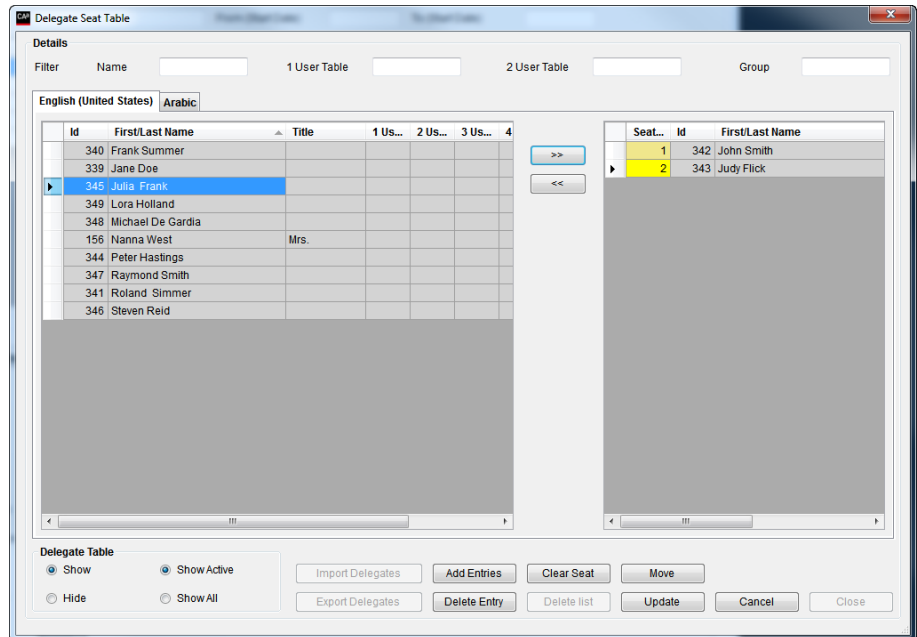 CAP Delegate Seat Table
Details
Filter Name 1 User Table 2 User Table Group
English (United States) Arabic
Id First/Last Name Title 1 Us... 2 Us... 3 Us... 4
340 Frank Summer
339 Jane Doe
345 Julia Frank
349 Lora Holland
348 Michael De Gardia
156 Nanna West Mrs.
344 Peter Hastings
347 Raymond Smith
341 Roland Simmer
346 Steven Reid
>>
<<
Seat... Id First/Last Name
1 342 John Smith
2 343 Judy Flick
Delegate Table
Show Show Active
Hide Show All
Import Delegates Add Entries Clear Seat Move
Export Delegates Delete Entry Delete list Update Cancel Close